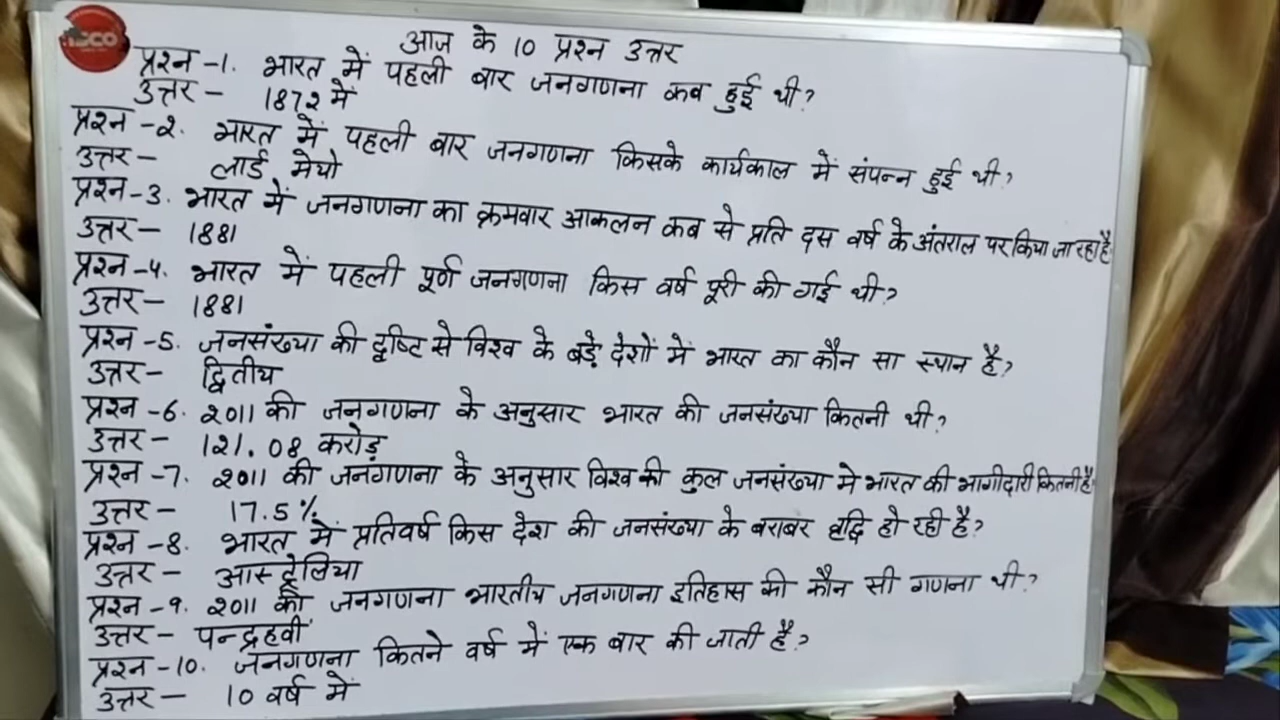 ISCO
आज के 10 प्रश्न उत्तर
प्रश्न -1. भारत में पहली बार जनगणना कब हुई थी?
उत्तर - 1872 में
प्रश्न -2. भारत में पहली बार जनगणना किसके कार्यकाल में संपन्न हुई थी?
उत्तर - लार्ड मेयो
प्रश्न-3. भारत में जनगणना का क्रमवार आकलन कब से प्रति दस वर्ष के अंतराल पर किया जा रहा है
उत्तर - 1881
प्रश्न-4. भारत में पहली पूर्ण जनगणना किस वर्ष पूरी की गई थी?
उत्तर - 1881
प्रश्न -5. जनसंख्या की दृष्टि से विश्व के बड़े देशों में भारत का कौन सा स्थान है?
उत्तर - द्वितीय
प्रश्न -6. 2011 की जनगणना के अनुसार भारत की जनसंख्या कितनी थी?
उत्तर - 121.08 करोड़
प्रश्न -7. 2011 की जनगणना के अनुसार विश्व की कुल जनसंख्या मे भारत की भागीदारी कितनी है
उत्तर - 17.5%
प्रश्न -8. भारत में प्रतिवर्ष किस देश की जनसंख्या के बराबर वृद्धि हो रही है?
उत्तर - आस्ट्रेलिया
प्रश्न -9. 2011 की जनगणना भारतीय जनगणना इतिहास की कौन सी गणना थी?
उत्तर - पन्द्रहवीं
प्रश्न -10. जनगणना कितने वर्ष में एक बार की जाती है?
उत्तर - 10 वर्ष में